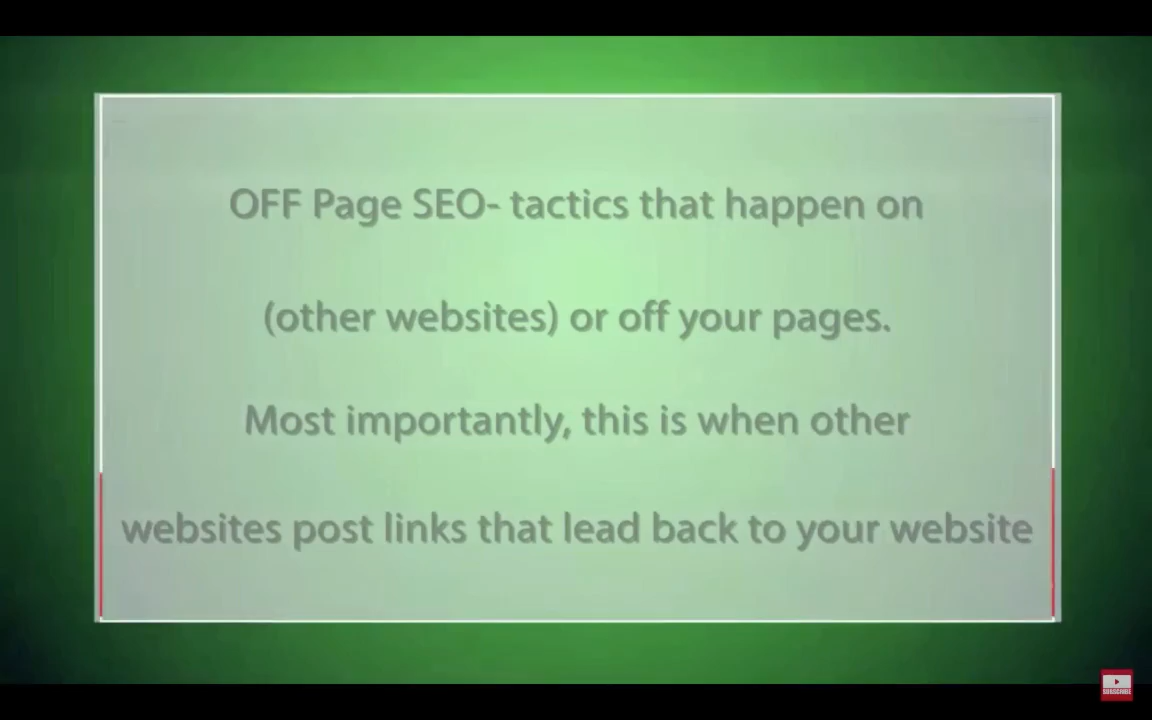 OFF Page SEO- tactics that happen on
(other websites) or off your pages.
Most importantly, this is when other
websites post links that lead back to your website
SUBSCRIBE